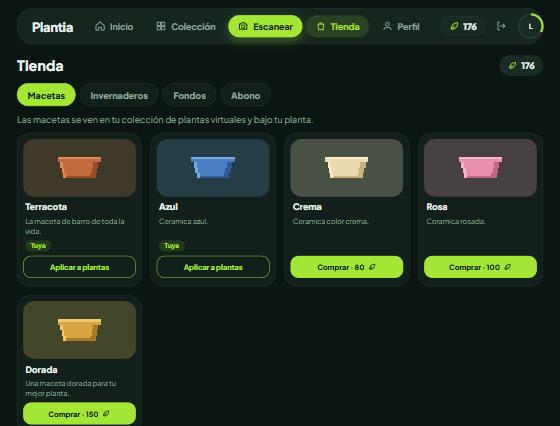 Plantia
Inicio
Colección
Escanear
Tienda
Perfil
176
L
Tienda
176
Macetas
Invernaderos
Fondos
Abono
Las macetas se ven en tu colección de plantas virtuales y bajo tu planta.
Terracota
La maceta de barro de toda la
vida.
Tuya
Aplicar a plantas
Azul
Ceramica azul.
Tuya
Aplicar a plantas
Crema
Ceramica color crema.
Comprar · 80
Rosa
Ceramica rosada.
Comprar · 100
Dorada
Una maceta dorada para tu
mejor planta.
Comprar · 150